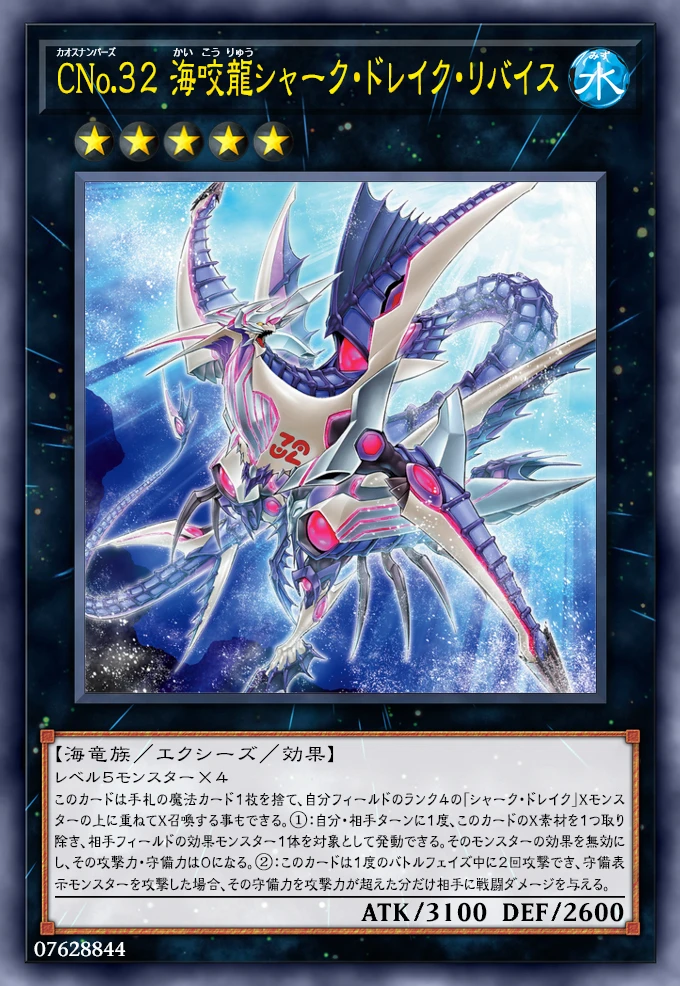 カオスナンバーズ かいこうりゅう
CNo.32 海咬龍シャーク・ドレイク・リバイス
みず
水
32
【海竜族／エクシーズ／効果】
レベル5モンスター×4
このカードは手札の魔法カード1枚を捨て、自分フィールドのランク4の「シャーク・ドレイク」Xモンス
ターの上に重ねてX召喚する事もできる。①:自分・相手ターンに1度、このカードのX素材を1つ取り
除き、相手フィールドの効果モンスター1体を対象として発動できる。そのモンスターの効果を無効に
し、その攻撃力・守備力は0になる。②:このカードは1度のバトルフェイズ中に2回攻撃でき、守備表
示モンスターを攻撃した場合、その守備力を攻撃力が超えた分だけ相手に戦闘ダメージを与える。
ATK/3100 DEF/2600
07628844